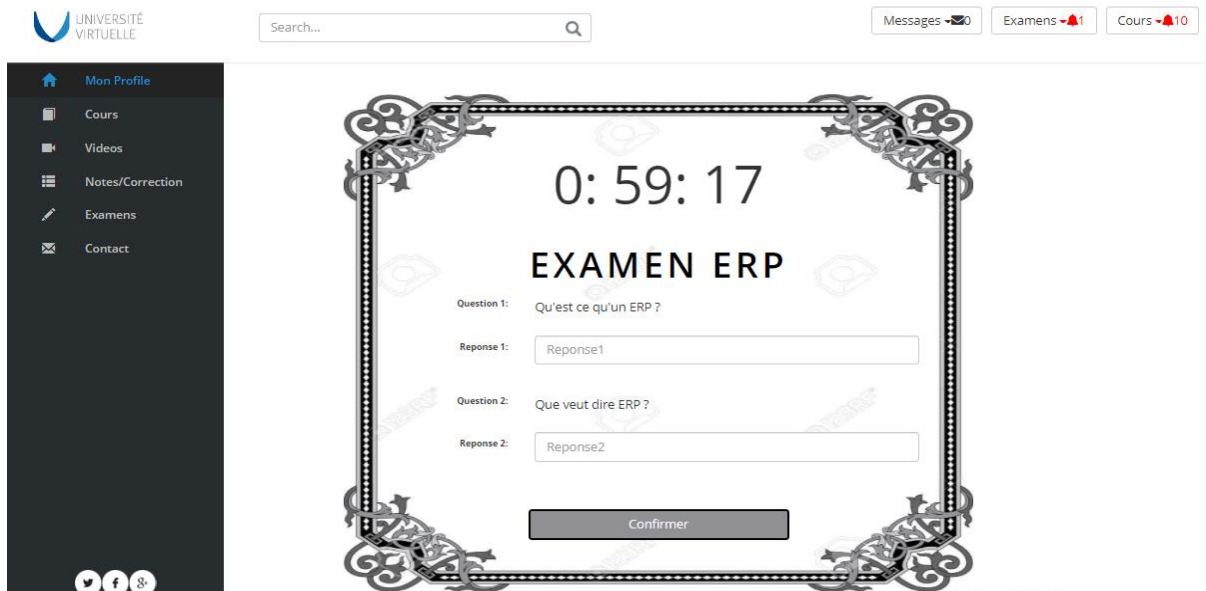 UNIVERSITÉ
VIRTUELLE
Search...
Messages 0
Examens 1
Cours 10
Mon Profile
Cours
Videos
Notes/Correction
Examens
Contact
0: 59: 17
EXAMEN ERP
Question 1: Qu'est ce qu'un ERP ?
Reponse 1: Reponse1
Question 2: Que veut dire ERP ?
Reponse 2: Reponse2
Confirmer